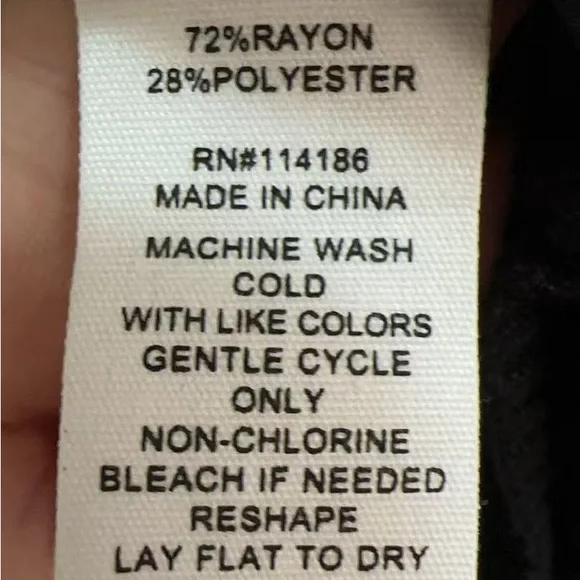 72%RAYON
28%POLYESTER
RN#114186
MADE IN CHINA
MACHINE WASH
COLD
WITH LIKE COLORS
GENTLE CYCLE
ONLY
NON-CHLORINE
BLEACH IF NEEDED
RESHAPE
LAY FLAT TO DRY